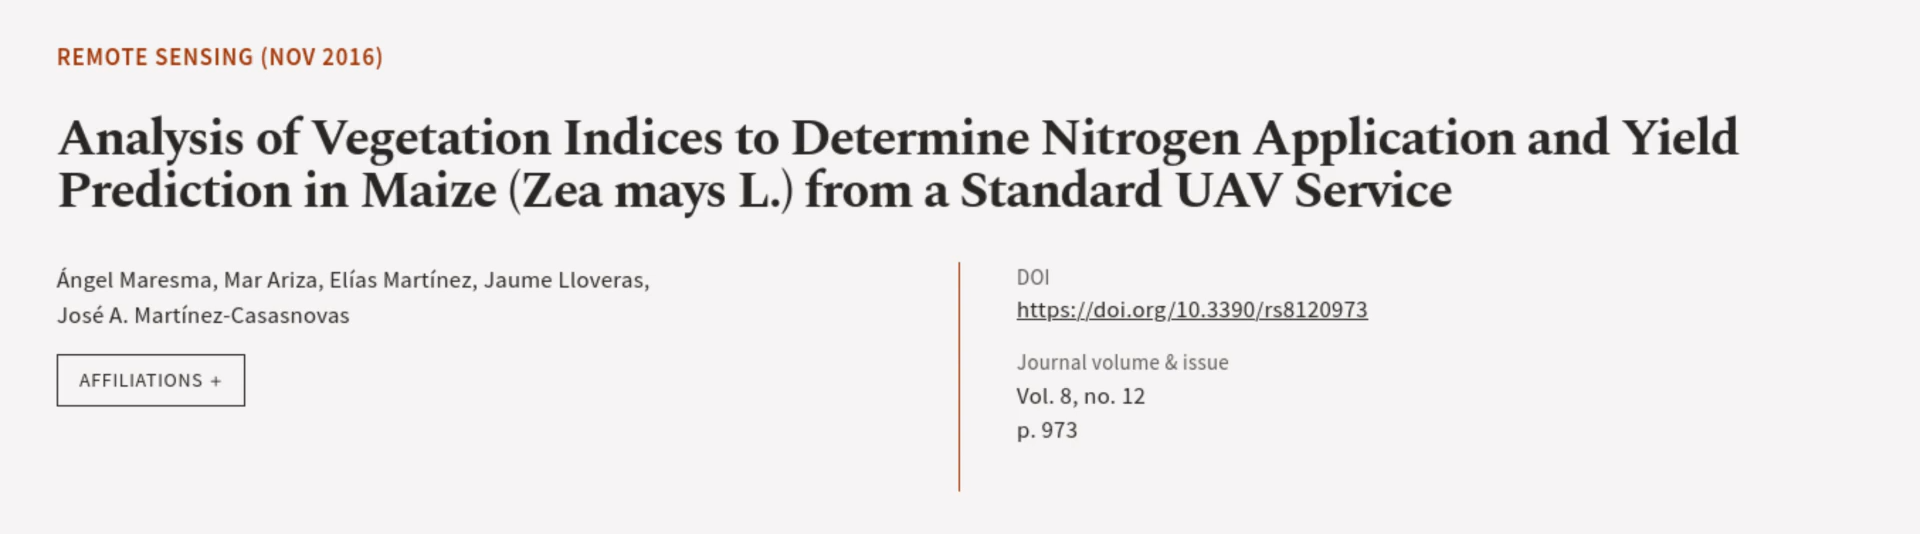 REMOTE SENSING (NOV 2016)
Analysis of Vegetation Indices to Determine Nitrogen Application and Yield
Prediction in Maize (Zea mays L.) from a Standard UAV Service
Ángel Maresma, Mar Ariza, Elías Martínez, Jaume Lloveras,
José A. Martínez-Casasnovas
AFFILIATIONS +
DOI
https://doi.org/10.3390/rs8120973
Journal volume & issue
Vol. 8, no. 12
p. 973